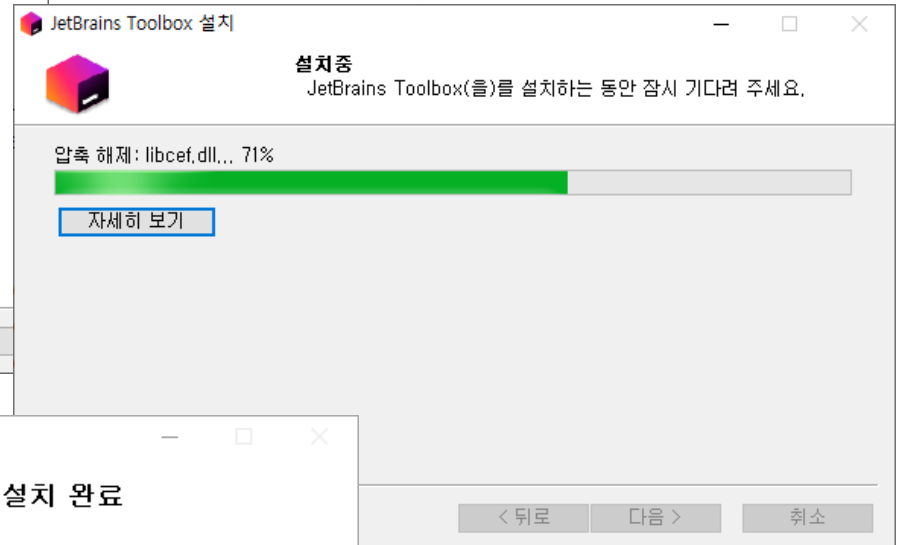 JetBrains Toolbox 설치
설치중
JetBrains Toolbox(을)를 설치하는 동안 잠시 기다려 주세요.
압축 해제: libcef.dll... 71%
자세히 보기
설치 완료
< 뒤로
다음 >
취소